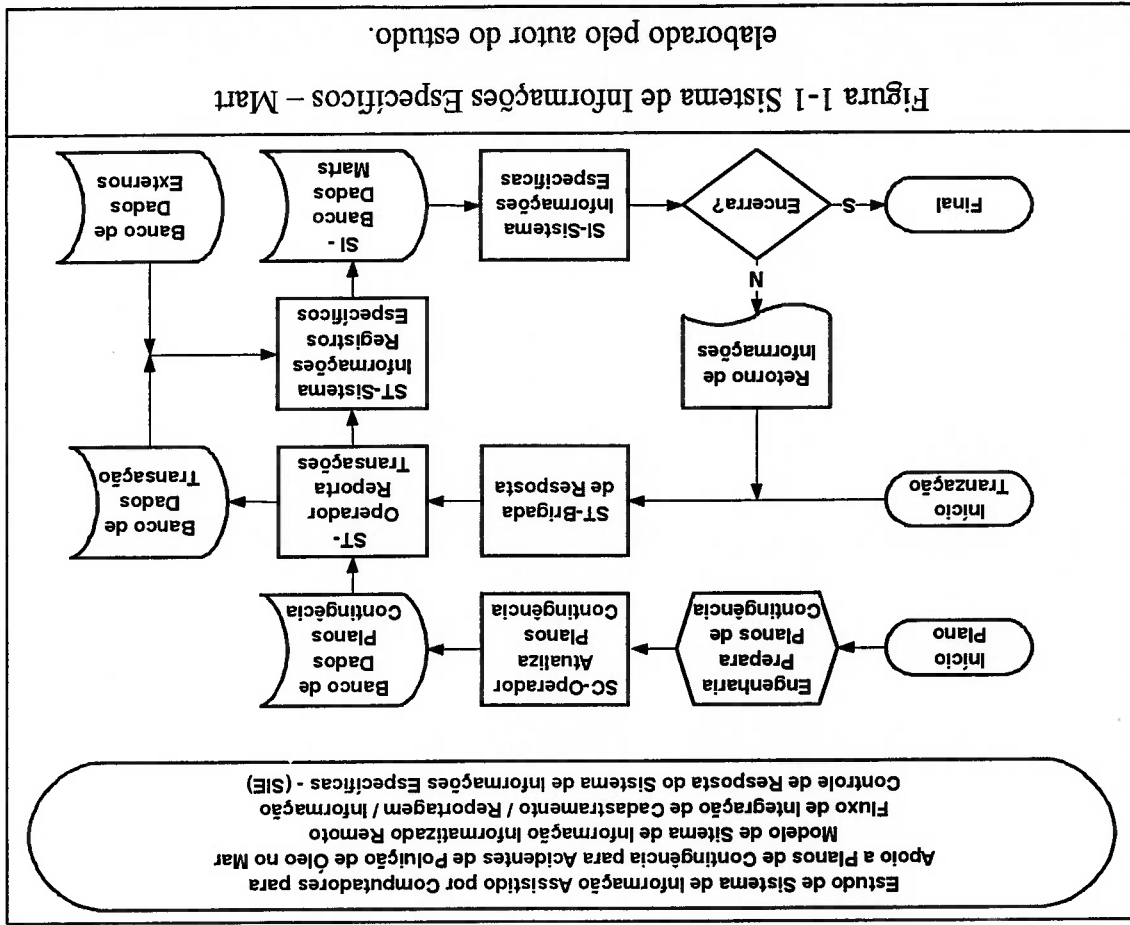 Estudo de Sistema de Informação Assistido por Computadores para
Apoio a Planos de Contingência para Acidentes de Poluição de Óleo no Mar
Modelo de Sitema de Informação Informatizado Remoto
Fluxo de Integração de Cadastramento / Reportagem / Informação
Controle de Resposta do Sistema de Informações Específicas - (SIE)
Início
Plano
Engenharia
Prepara
Planos de
Contingência
SC-Operador
Atualiza
Planos
Contingência
Banco de
Dados
Planos
Contingêcia
Início
Tranzação
ST-Brigada
de Resposta
ST-
Operador
Reporta
Transações
Banco de
Dados
Transação
Retorno de
Informações
ST-Sistema
Informações
Registros
Específicos
N
Final
S
Encerra?
SI-Sistema
Informações
Específicas
SI -
Banco
Dados
Marts
Banco de
Dados
Externos
Figura 1-1 Sistema de Informações Específicos – Mart
elaborado pelo autor do estudo.